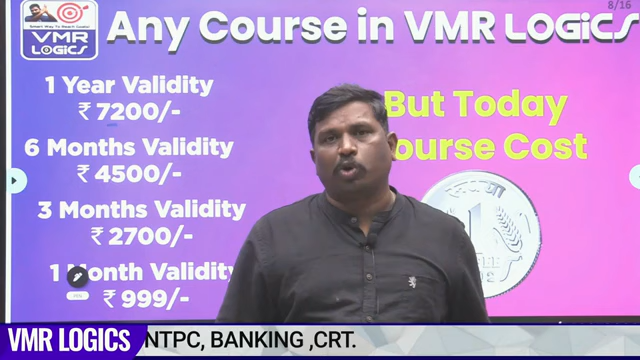 8/16
VMR
LOGICS
Any Course in VMR LOGICS
1 Year Validity
₹ 7200/-
6 Months Validity
₹ 4500/-
3 Months Validity
₹ 2700/-
1 Month Validity
₹ 999/-
But Today
Course Cost
1
VMR LOGICS
NTPC, BANKING ,CRT.